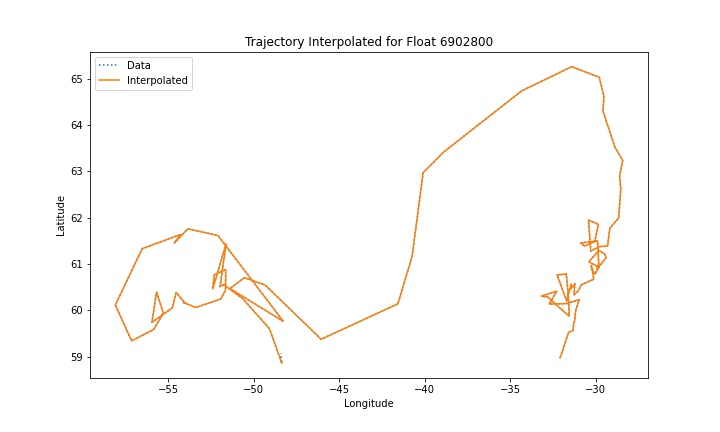 Trajectory Interpolated for Float 6902800
Data
Interpolated
65
64
63
62
61
60
59
Latitude
−55
−50
−45
−40
−35
−30
Longitude